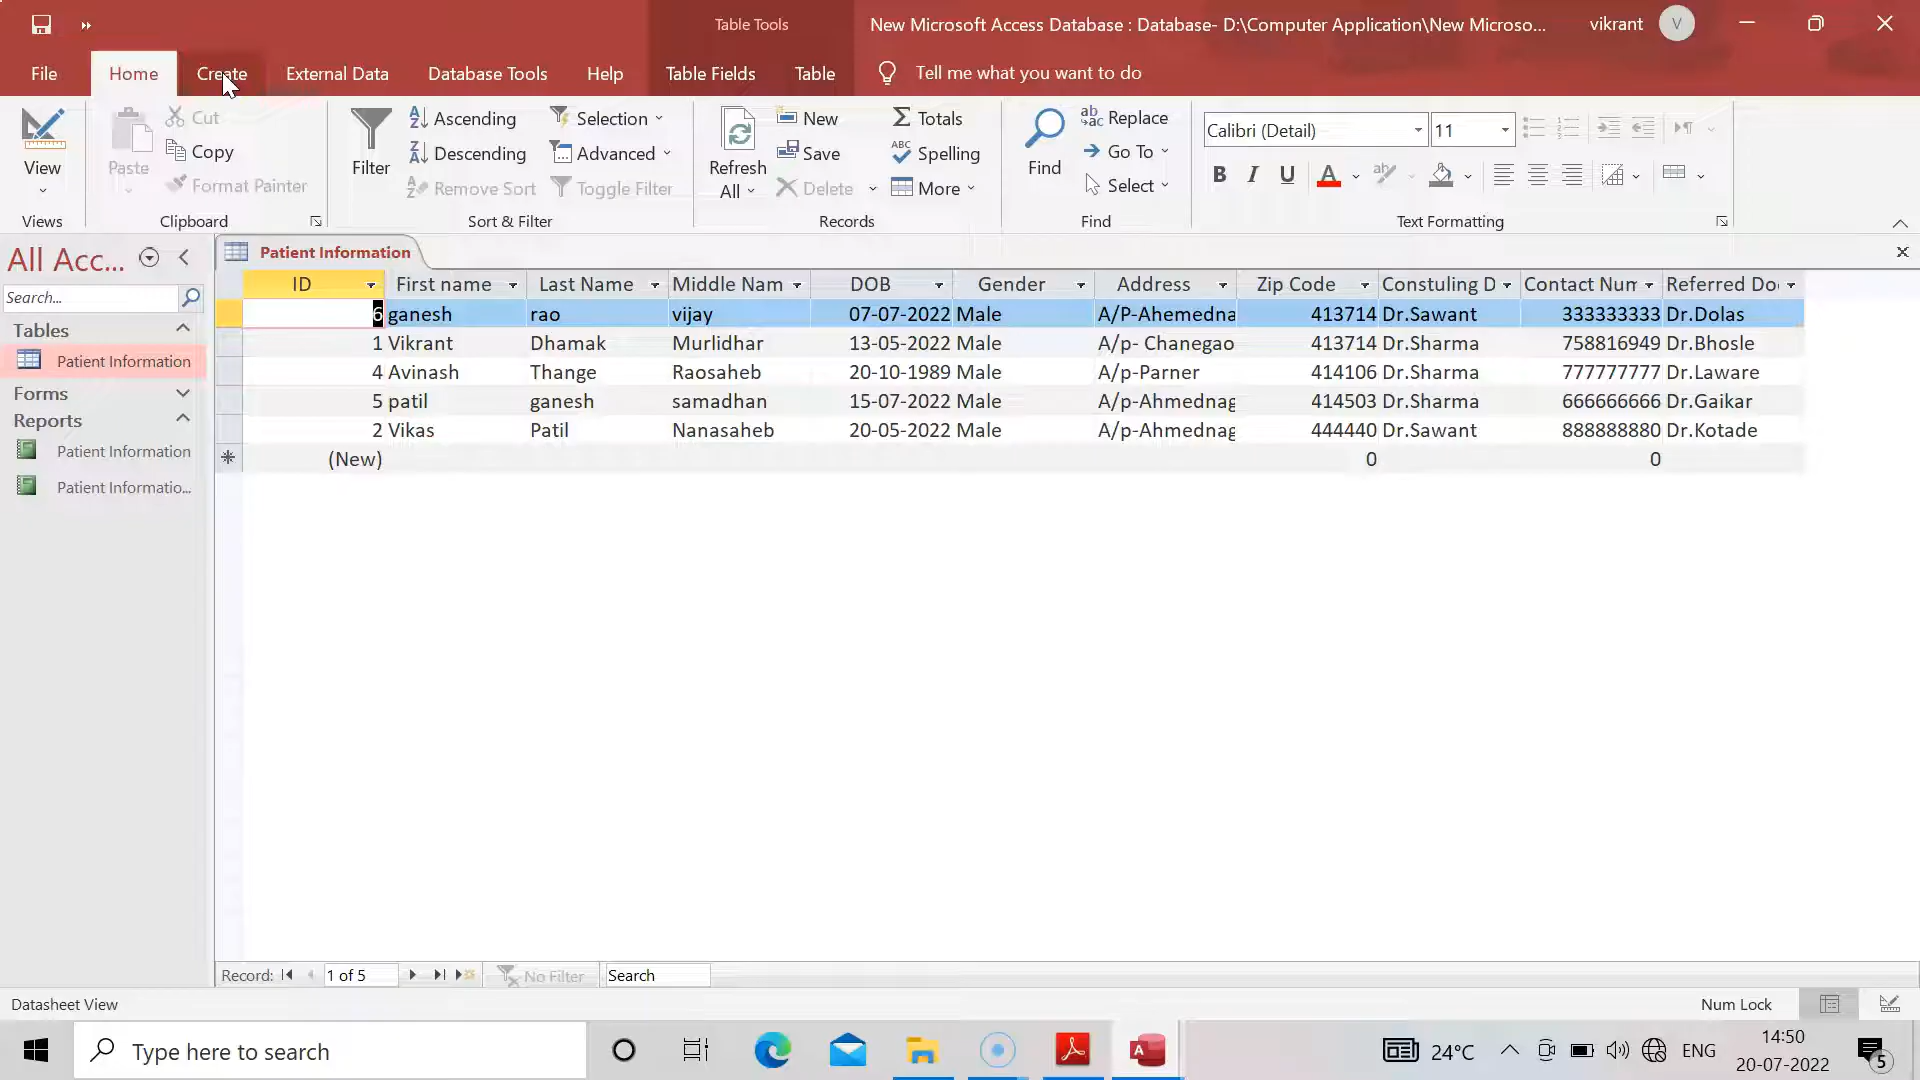 Table Tools
New Microsoft Access Database : Database- D:\Computer Application\New Microso...
vikrant
V
File
Home
Create
External Data
Database Tools
Help
Table Fields
Table
Tell me what you want to do
View
Views
Paste
Cut
Copy
Format Painter
Clipboard
Filter
Ascending
Descending
Remove Sort
Selection
Advanced
Toggle Filter
Sort & Filter
Refresh
All
New
Save
Delete
Totals
Spelling
More
Records
Find
Replace
Go To
Select
Find
Calibri (Detail)
11
B I U A
Text Formatting
All Acc...
Search...
Tables
Patient Information
Forms
Reports
Patient Information
Patient Informatio...
Patient Information
ID First name Last Name Middle Nam DOB Gender Address Zip Code Constuling D Contact Num Referred Do
6 ganesh rao vijay 07-07-2022 Male A/P-Ahemedna 413714 Dr.Sawant 333333333 Dr.Dolas
1 Vikrant Dhamak Murlidhar 13-05-2022 Male A/p- Chanegao 413714 Dr.Sharma 758816949 Dr.Bhosle
4 Avinash Thange Raosaheb 20-10-1989 Male A/p-Parner 414106 Dr.Sharma 777777777 Dr.Laware
5 patil ganesh samadhan 15-07-2022 Male A/p-Ahmednag 414503 Dr.Sharma 666666666 Dr.Gaikar
2 Vikas Patil Nanasaheb 20-05-2022 Male A/p-Ahmednag 444440 Dr.Sawant 888888880 Dr.Kotade
(New) 0 0
Record: 1 of 5 No Filter Search
Datasheet View
Num Lock
Type here to search
24°C
ENG
14:50
20-07-2022
5